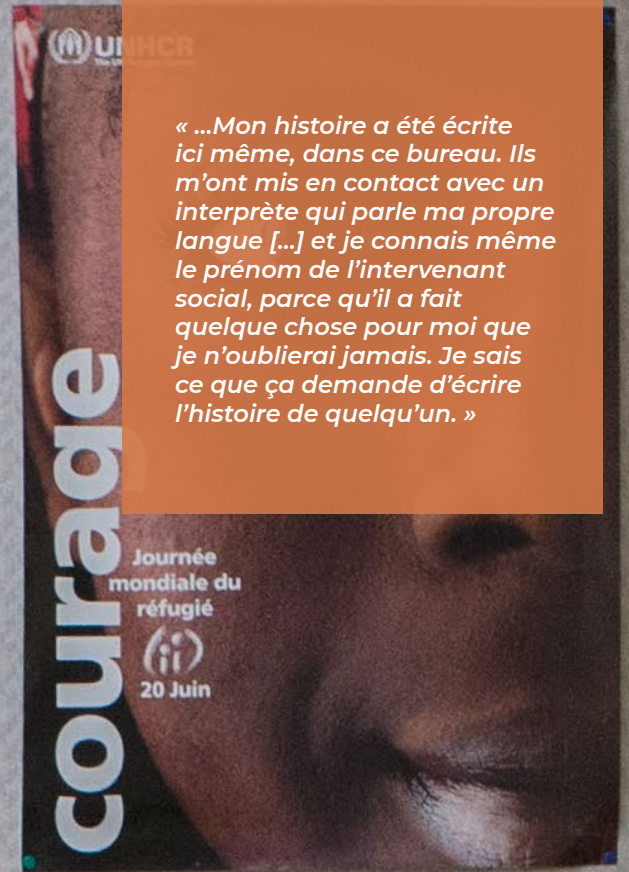 UNHCR
The UN
« ...Mon histoire a été écrite
ici même, dans ce bureau. Ils
m’ont mis en contact avec un
interprète qui parle ma propre
langue [...] et je connais même
le prénom de l’intervenant
social, parce qu’il a fait
quelque chose pour moi que
je n’oublierai jamais. Je sais
ce que ça demande d’écrire
l’histoire de quelqu’un. »
courage
Journée
mondiale du
réfugié
20 Juin